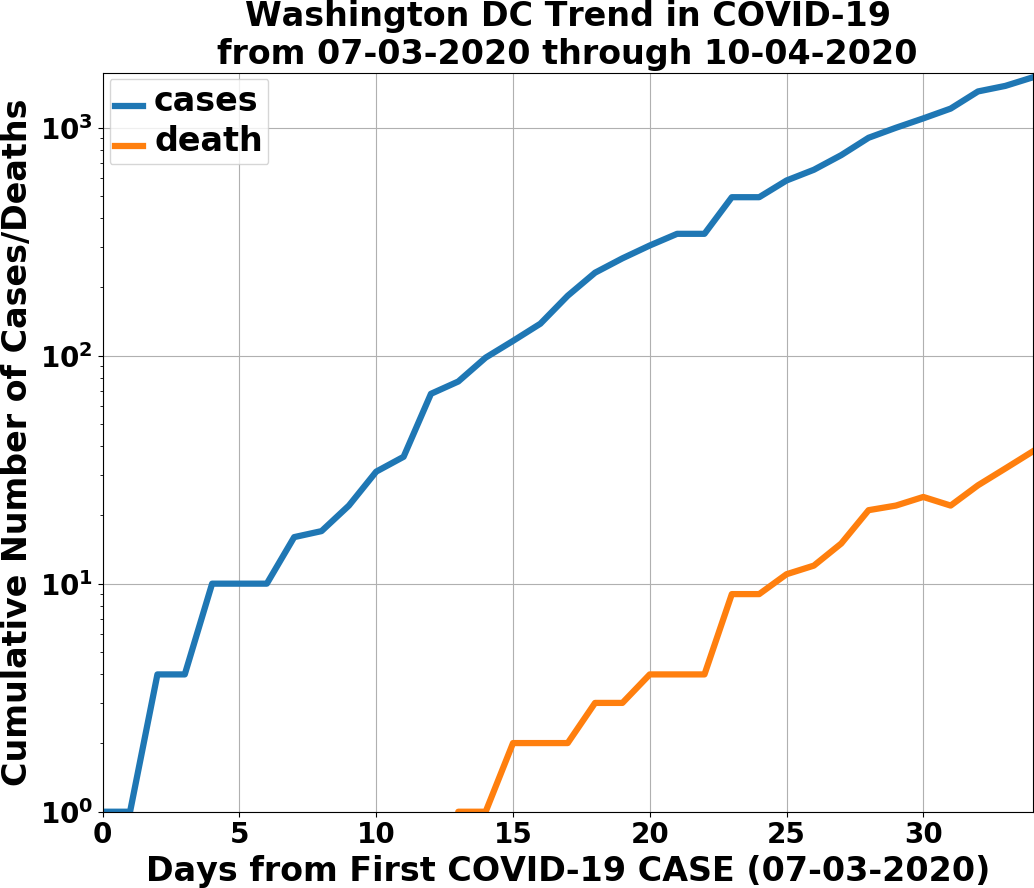 Washington DC Trend in COVID-19
from 07-03-2020 through 10-04-2020
cases
death
Cumulative Number of Cases/Deaths
10³
10²
10¹
10⁰
0 5 10 15 20 25 30
Days from First COVID-19 CASE (07-03-2020)